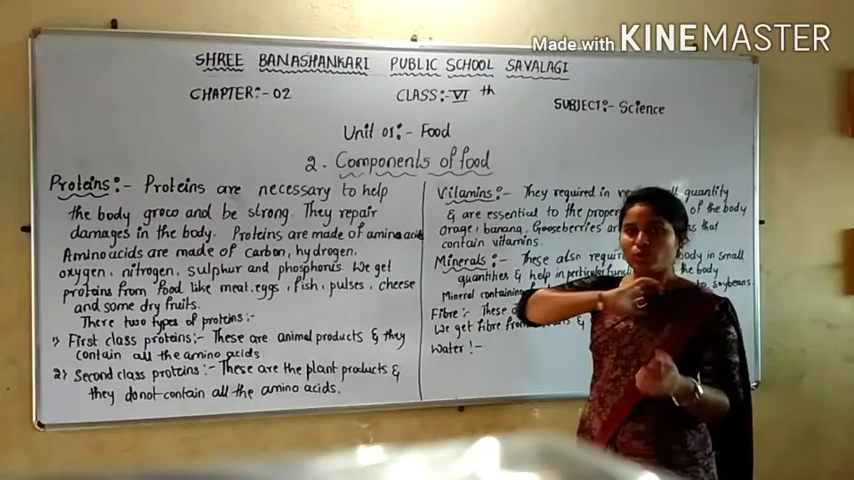 Made with KINEMASTER
SHREE BANASHANKARI PUBLIC SCHOOL SAVALAGI
CHAPTER:- 02 CLASS:- VI th SUBJECT:- Science
Unit 01:- Food
2. Components of food
Proteins:- Proteins are necessary to help
the body groco and be strong. They repair
damages in the body. Proteins are made of amino acids
Amino acids are made of carbon, hydrogen.
oxygen, nitrogen, sulphur and phosphorus. We get
proteins from food like meat, eggs, fish, pulses, cheese
and some dry fruits.
There two types of proteins:-
1) First class proteins:- These are animal products & they
contain all the amino acids.
2) Second class proteins:- These are the plant products &
they donot contain all the amino acids.
Vitamins:- They required in quantity
& are essential to the of the body
orage, banana, Gooseberries that
contain vitamins.
Minerals:- These also body in small
quantities & help in the body
Mineral soybeans.
Fibre:- These
We get fibre from &
Water!-